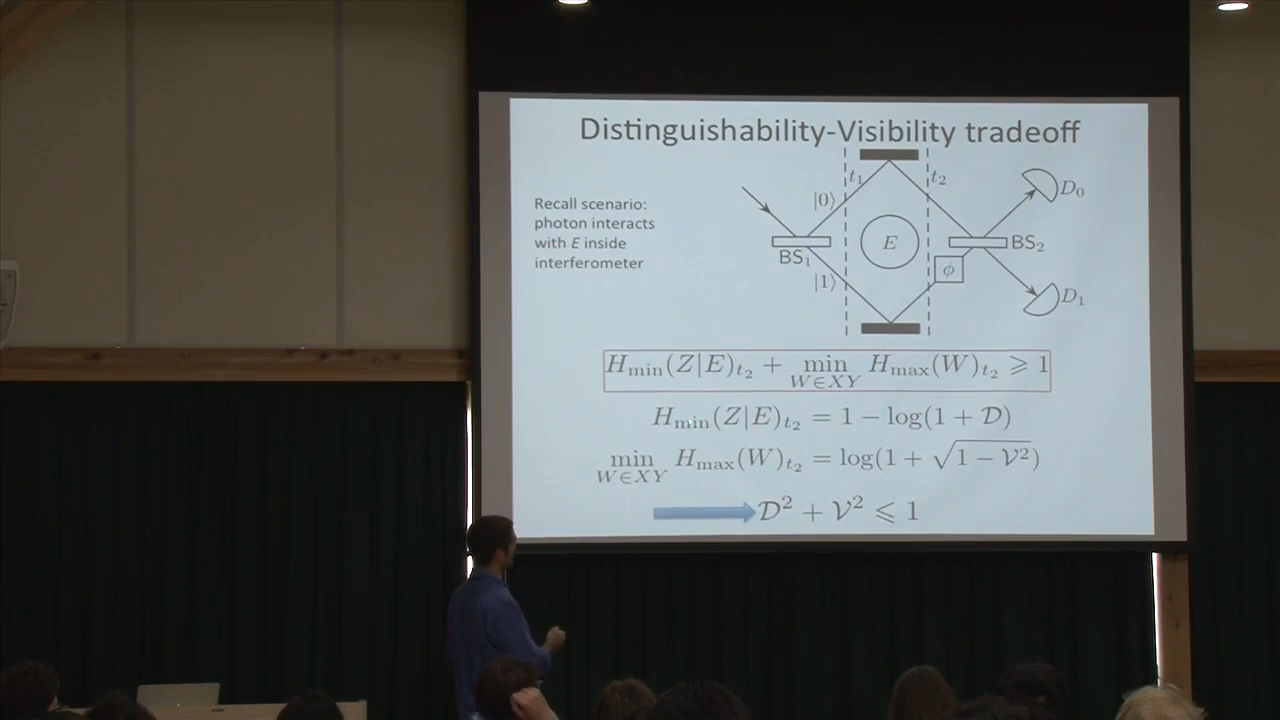 Distinguishability-Visibility tradeoff
Recall scenario:
photon interacts
with E inside
interferometer
t₁
t₂
|0⟩
D₀
E
BS₁
BS₂
ϕ
|1⟩
D₁
H_min(Z|E)_{t₂} + min_{W∈XY} H_max(W)_{t₂} ⩾ 1
H_min(Z|E)_{t₂} = 1 − log(1 + 𝒟)
min_{W∈XY} H_max(W)_{t₂} = log(1 + √(1 − 𝒱²))
𝒟² + 𝒱² ⩽ 1